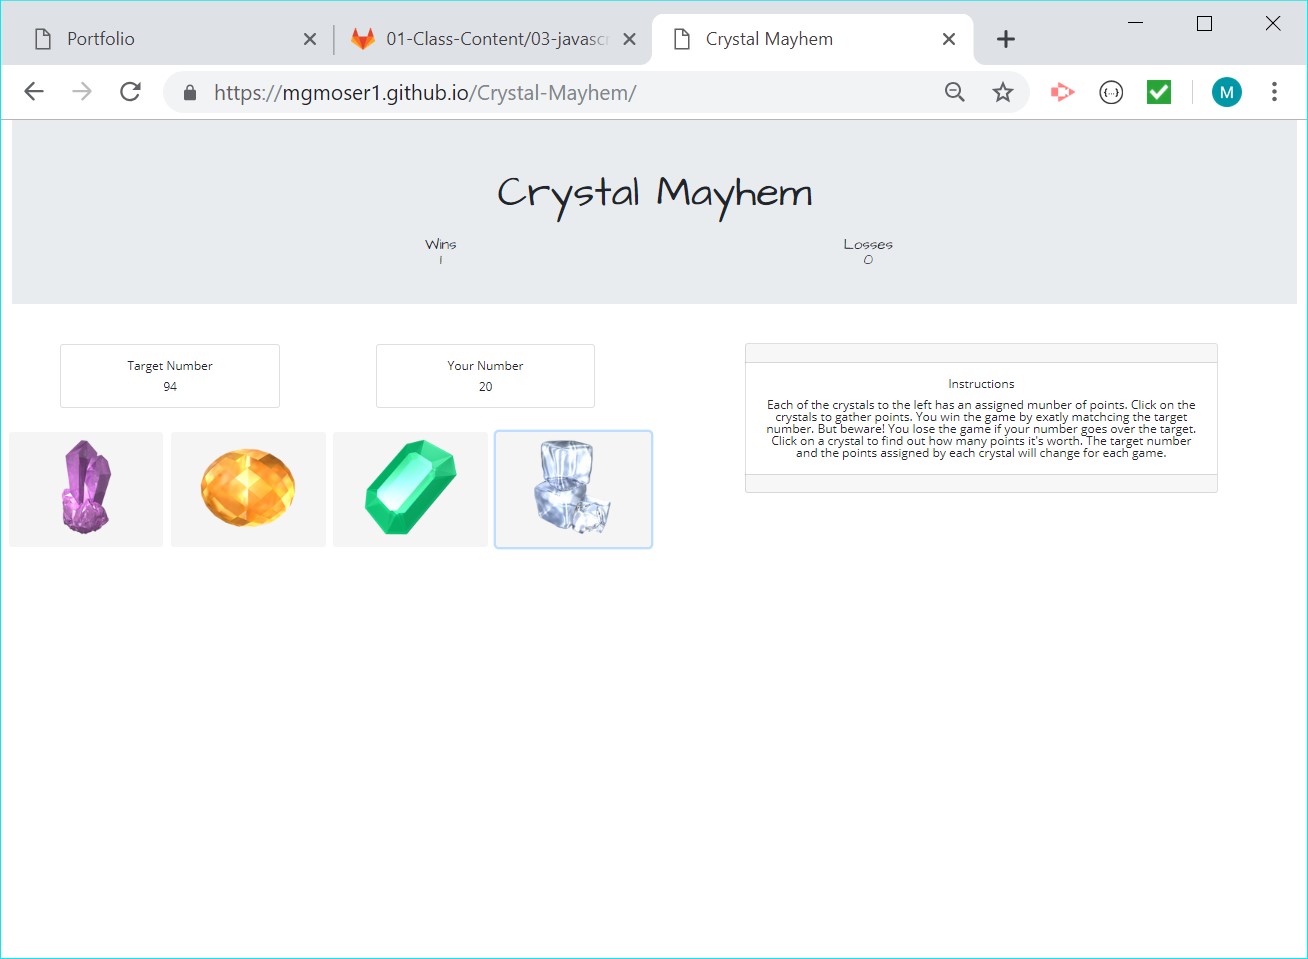 Portfolio
01-Class-Content/03-javascr
Crystal Mayhem
https://mgmoser1.github.io/Crystal-Mayhem/
{...}
M
Crystal Mayhem
Wins
1
Losses
0
Target Number
94
Your Number
20
Instructions
Each of the crystals to the left has an assigned munber of points. Click on the
crystals to gather points. You win the game by exatly matchcing the target
number. But beware! You lose the game if your number goes over the target.
Click on a crystal to find out how many points it's worth. The target number
and the points assigned by each crystal will change for each game.